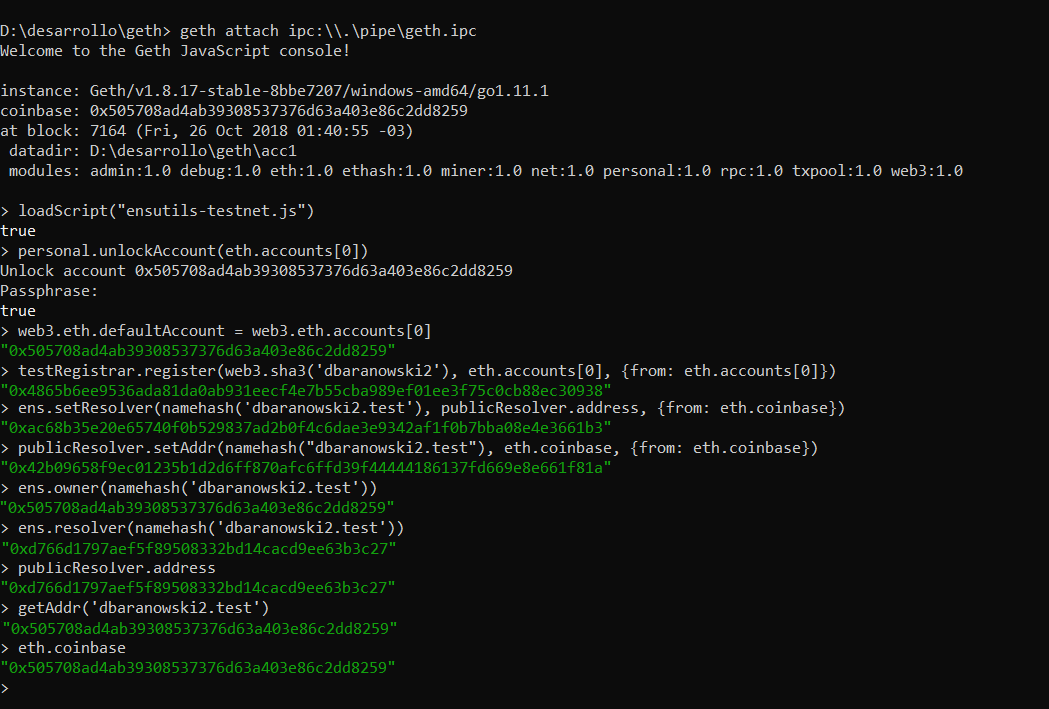 D:\desarrollo\geth> geth attach ipc:\\.\pipe\geth.ipc
Welcome to the Geth JavaScript console!
instance: Geth/v1.8.17-stable-8bbe7207/windows-amd64/go1.11.1
coinbase: 0x505708ad4ab39308537376d63a403e86c2dd8259
at block: 7164 (Fri, 26 Oct 2018 01:40:55 -03)
 datadir: D:\desarrollo\geth\acc1
 modules: admin:1.0 debug:1.0 eth:1.0 ethash:1.0 miner:1.0 net:1.0 personal:1.0 rpc:1.0 txpool:1.0 web3:1.0
> loadScript("ensutils-testnet.js")
true
> personal.unlockAccount(eth.accounts[0])
Unlock account 0x505708ad4ab39308537376d63a403e86c2dd8259
Passphrase:
true
> web3.eth.defaultAccount = web3.eth.accounts[0]
"0x505708ad4ab39308537376d63a403e86c2dd8259"
> testRegistrar.register(web3.sha3('dbaranowski2'), eth.accounts[0], {from: eth.accounts[0]})
"0x4865b6ee9536ada81da0ab931eecf4e7b55cba989ef01ee3f75c0cb88ec30938"
> ens.setResolver(namehash('dbaranowski2.test'), publicResolver.address, {from: eth.coinbase})
"0xac68b35e20e65740f0b529837ad2b0f4c6dae3e9342af1f0b7bba08e4e3661b3"
> publicResolver.setAddr(namehash("dbaranowski2.test"), eth.coinbase, {from: eth.coinbase})
"0x42b09658f9ec01235b1d2d6ff870afc6ffd39f44444186137fd669e8e661f81a"
> ens.owner(namehash('dbaranowski2.test'))
"0x505708ad4ab39308537376d63a403e86c2dd8259"
> ens.resolver(namehash('dbaranowski2.test'))
"0xd766d1797aef5f89508332bd14cacd9ee63b3c27"
> publicResolver.address
"0xd766d1797aef5f89508332bd14cacd9ee63b3c27"
> getAddr('dbaranowski2.test')
"0x505708ad4ab39308537376d63a403e86c2dd8259"
> eth.coinbase
"0x505708ad4ab39308537376d63a403e86c2dd8259"
>